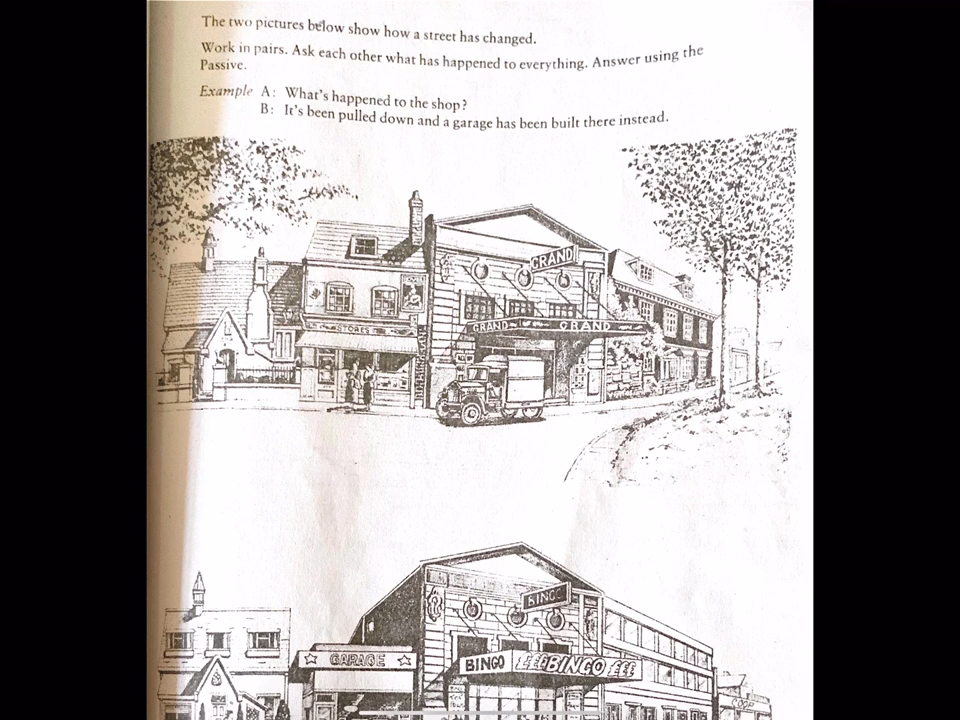 The two pictures below show how a street has changed.
Work in pairs. Ask each other what has happened to everything. Answer using the
Passive.
Example A: What's happened to the shop?
B: It's been pulled down and a garage has been built there instead.
GRAND
GRAND GRAND
STORES
BINGO
GARAGE
BINGO £££BINGO £££
COOP